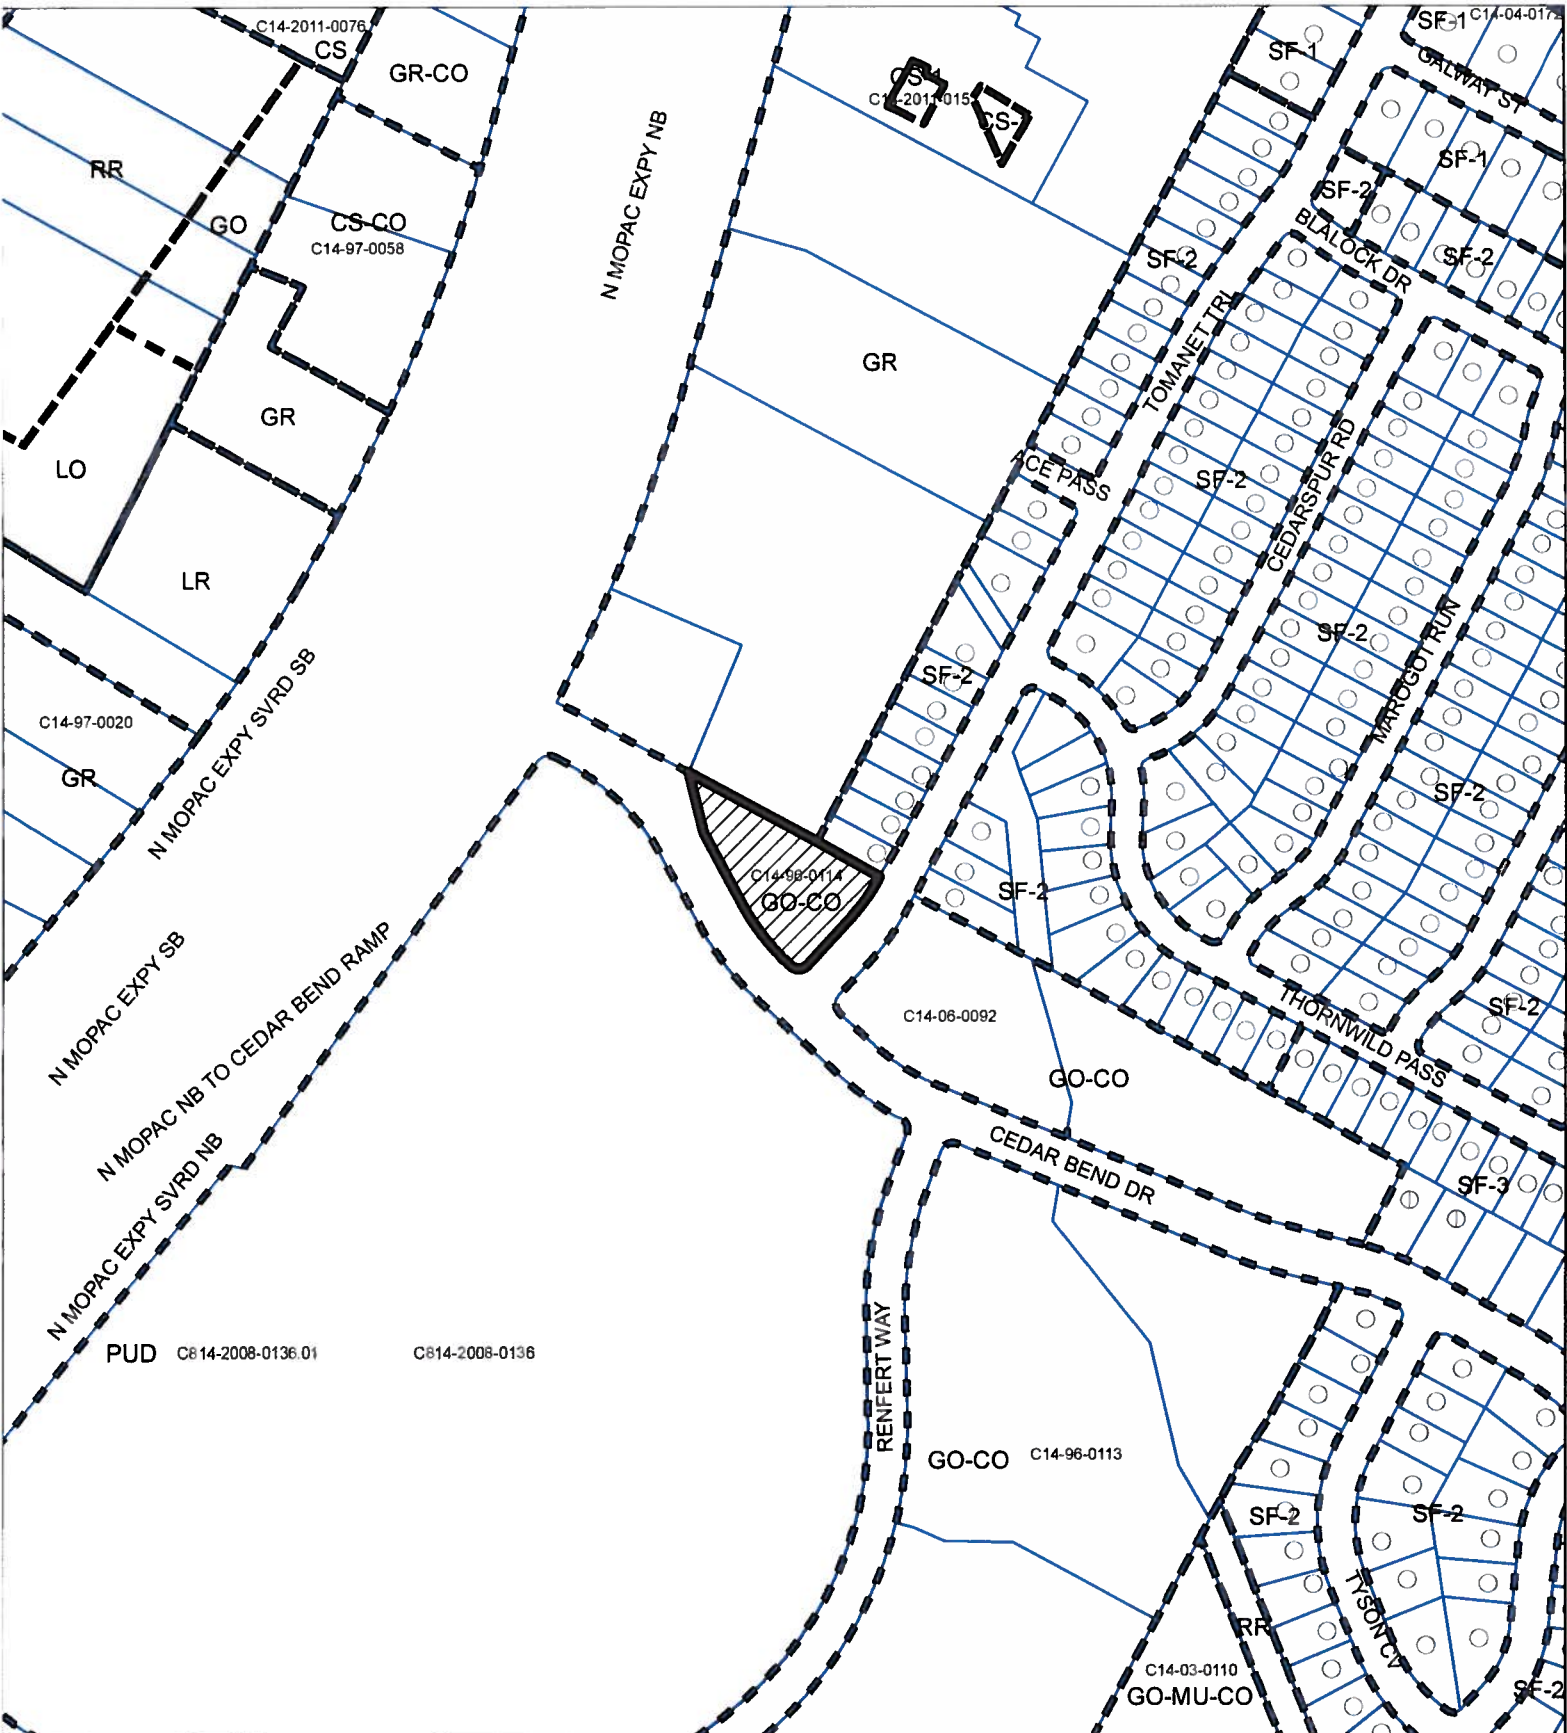 C14-2011-0076
CS
GR-CO
SF-1
C14-04-017
SF-1
GALWAY ST
RR
GO
CS-CO
C14-97-0058
N MOPAC EXPY NB
C14-2011-015
CS-
SF-1
SF-2
BLALOCK DR
SF-2
SF-2
TOMANET TRL
GR
GR
LO
ACE PASS
SF-2
CEDARSPUR RD
LR
SF-2
MAROGOT RUN
SF-2
N MOPAC EXPY SVRD SB
C14-97-0020
GR
SF-2
C14-96-0114
GO-CO
SF-2
N MOPAC EXPY SB
N MOPAC NB TO CEDAR BEND RAMP
C14-06-0092
GO-CO
THORNWILD PASS
SF-2
CEDAR BEND DR
SF-3
N MOPAC EXPY SVRD NB
PUD
C814-2008-0136.01
C814-2008-0136
RENFERT WAY
GO-CO
C14-96-0113
SF-2
SF-2
TYSON CV
RR
C14-03-0110
GO-MU-CO
SF-2